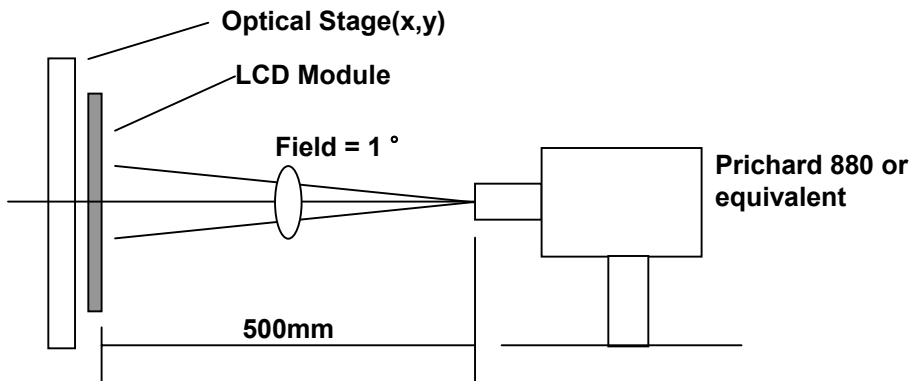 Optical Stage(x,y)
LCD Module
Field = 1 °
Prichard 880 or
equivalent
500mm